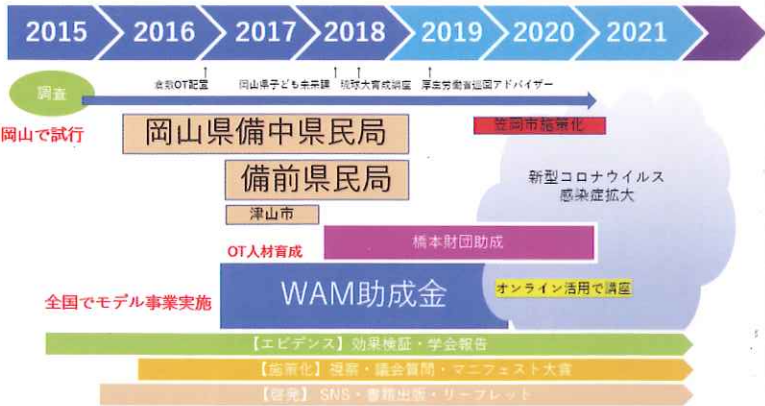 2015 2016 2017 2018 2019 2020 2021
倉敷OT配置 岡山県子ども未来課 琉球大育成講座 厚生労働省巡回アドバイザー
調査
岡山で試行
岡山県備中県民局
笠岡市施策化
備前県民局
新型コロナウイルス
感染症拡大
津山市
橋本財団助成
OT人材育成
WAM助成金
オンライン活用で講座
全国でモデル事業実施
【エビデンス】効果検証・学会報告
【施策化】視察・議会質問・マニフェスト大賞
【啓発】SNS・書籍出版・リーフレット